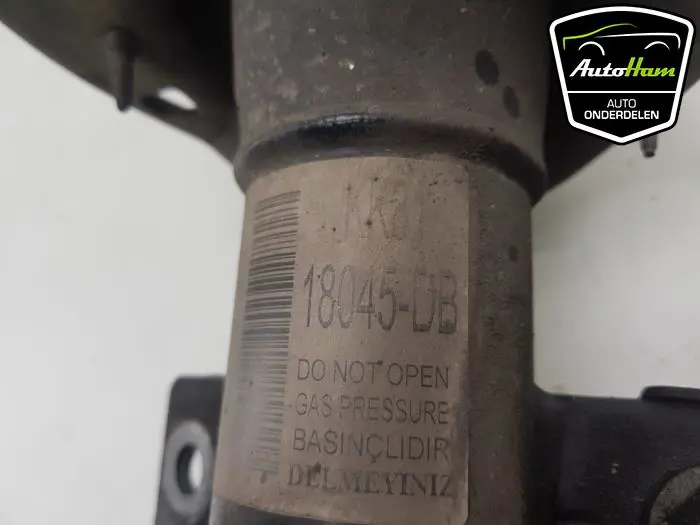 AutoHam
AUTO
ONDERDELEN
18045-DB
DO NOT OPEN
GAS PRESSURE
BASINÇLIDIR
DELMEYINIZ